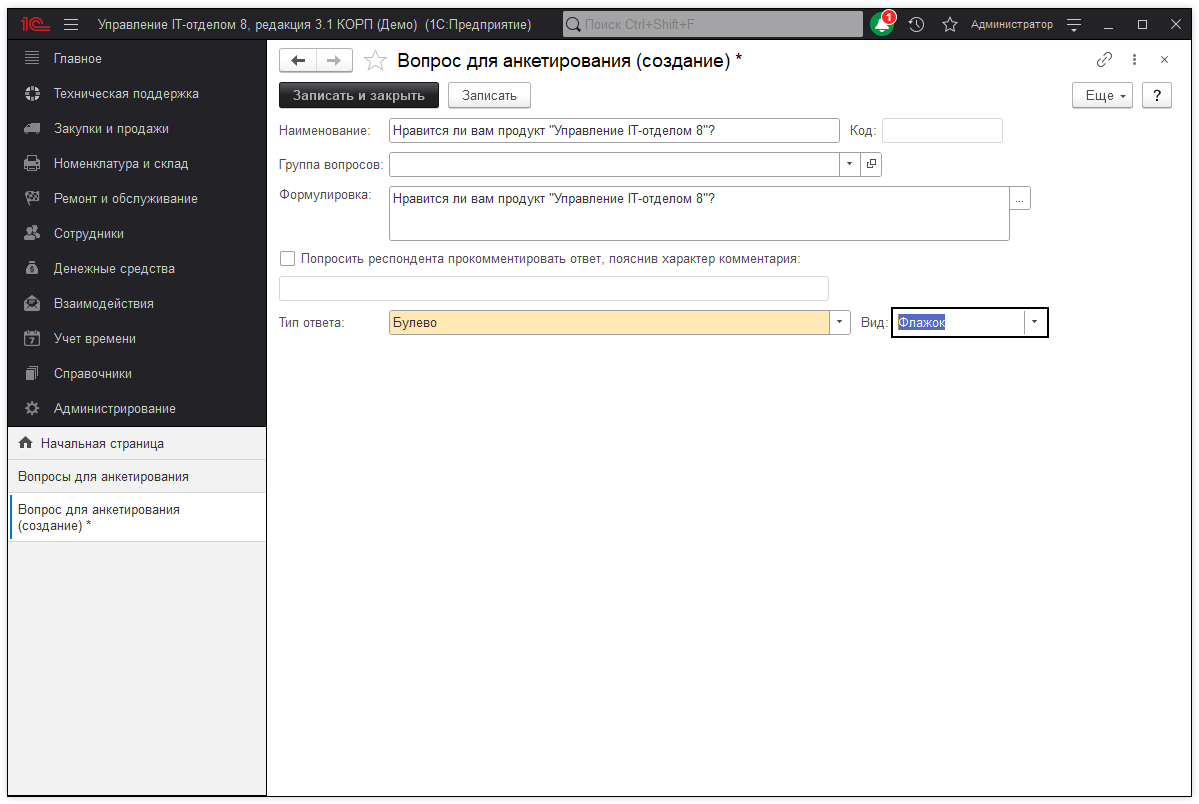 1С Управление IT-отделом 8, редакция 3.1 КОРП (Демо) (1С:Предприятие) Поиск Ctrl+Shift+F 1 Администратор
Главное
Техническая поддержка
Закупки и продажи
Номенклатура и склад
Ремонт и обслуживание
Сотрудники
Денежные средства
Взаимодействия
7 Учет времени
Справочники
Администрирование
Начальная страница
Вопросы для анкетирования
Вопрос для анкетирования
(создание) *
Вопрос для анкетирования (создание) *
Записать и закрыть Записать Еще ?
Наименование: Нравится ли вам продукт "Управление IT-отделом 8"? Код:
Группа вопросов:
Формулировка: Нравится ли вам продукт "Управление IT-отделом 8"? ...
Попросить респондента прокомментировать ответ, пояснив характер комментария:
Тип ответа: Булево Вид: Флажок